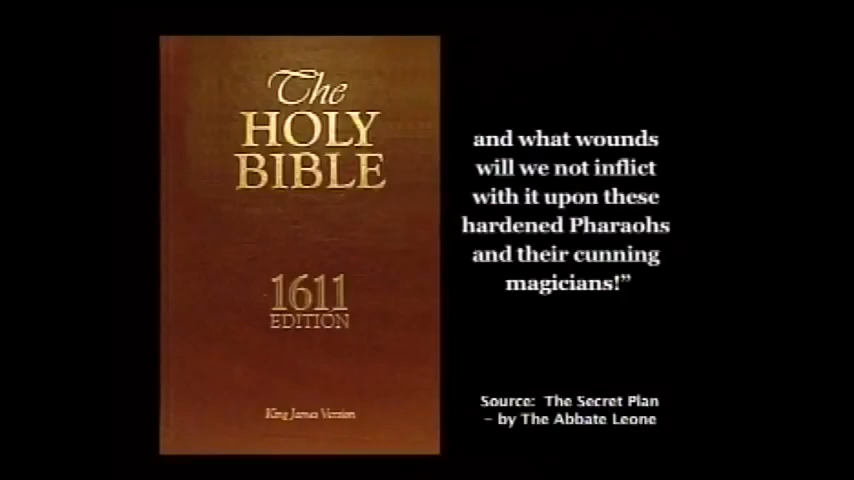 The
HOLY
BIBLE
1611
EDITION
King James Version
and what wounds
will we not inflict
with it upon these
hardened Pharaohs
and their cunning
magicians!”
Source: The Secret Plan
– by The Abbate Leone